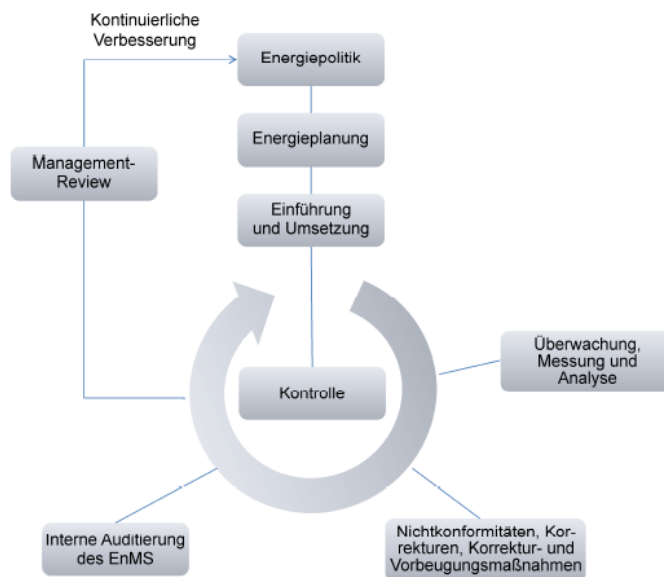 Kontinuierliche
Verbesserung
Energiepolitik
Energieplanung
Management-
Review
Einführung
und Umsetzung
Überwachung,
Messung und
Analyse
Kontrolle
Interne Auditierung
des EnMS
Nichtkonformitäten, Kor-
rekturen, Korrektur- und
Vorbeugungsmaßnahmen